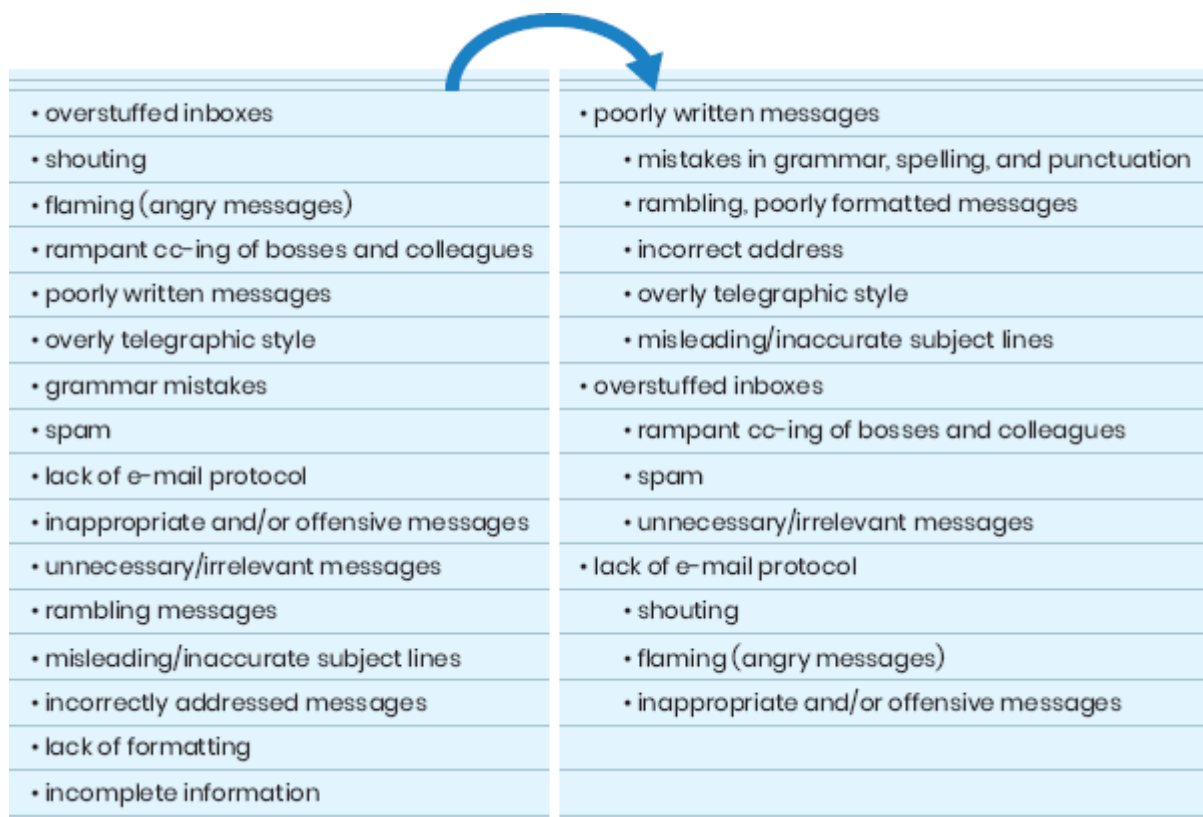 • overstuffed inboxes
• shouting
• flaming (angry messages)
• rampant cc-ing of bosses and colleagues
• poorly written messages
• overly telegraphic style
• grammar mistakes
• spam
• lack of e-mail protocol
• inappropriate and/or offensive messages
• unnecessary/irrelevant messages
• rambling messages
• misleading/inaccurate subject lines
• incorrectly addressed messages
• lack of formatting
• incomplete information
• poorly written messages
• mistakes in grammar, spelling, and punctuation
• rambling, poorly formatted messages
• incorrect address
• overly telegraphic style
• misleading/inaccurate subject lines
• overstuffed inboxes
• rampant cc-ing of bosses and colleagues
• spam
• unnecessary/irrelevant messages
• lack of e-mail protocol
• shouting
• flaming (angry messages)
• inappropriate and/or offensive messages